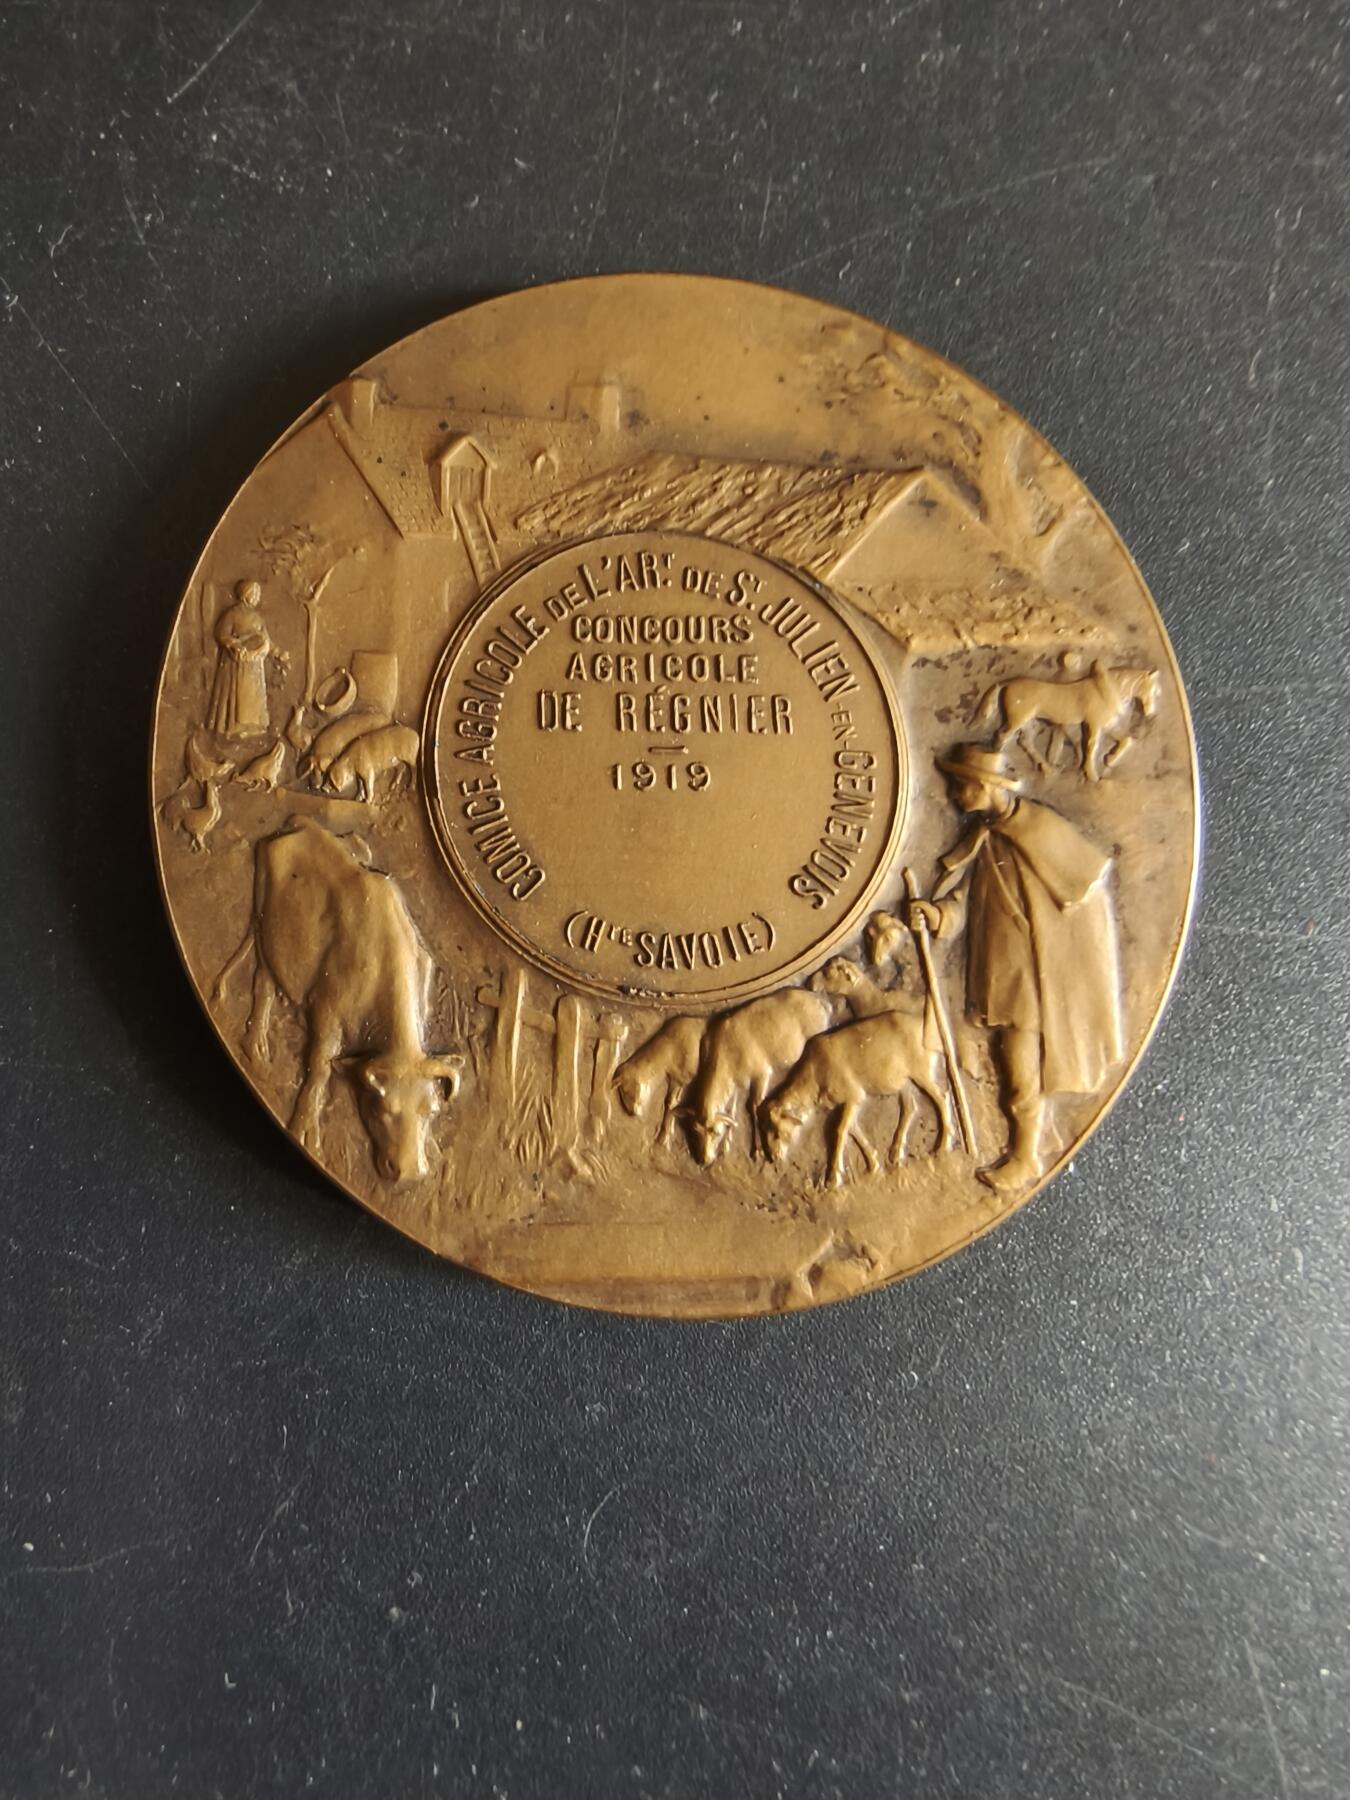 COMICE AGRICOLE DE L'ART. DE ST. JULIEN-EN-GENEVOIS
CONCOURS
AGRICOLE
DE RÉGNIER
1919
(HTE SAVOIE)